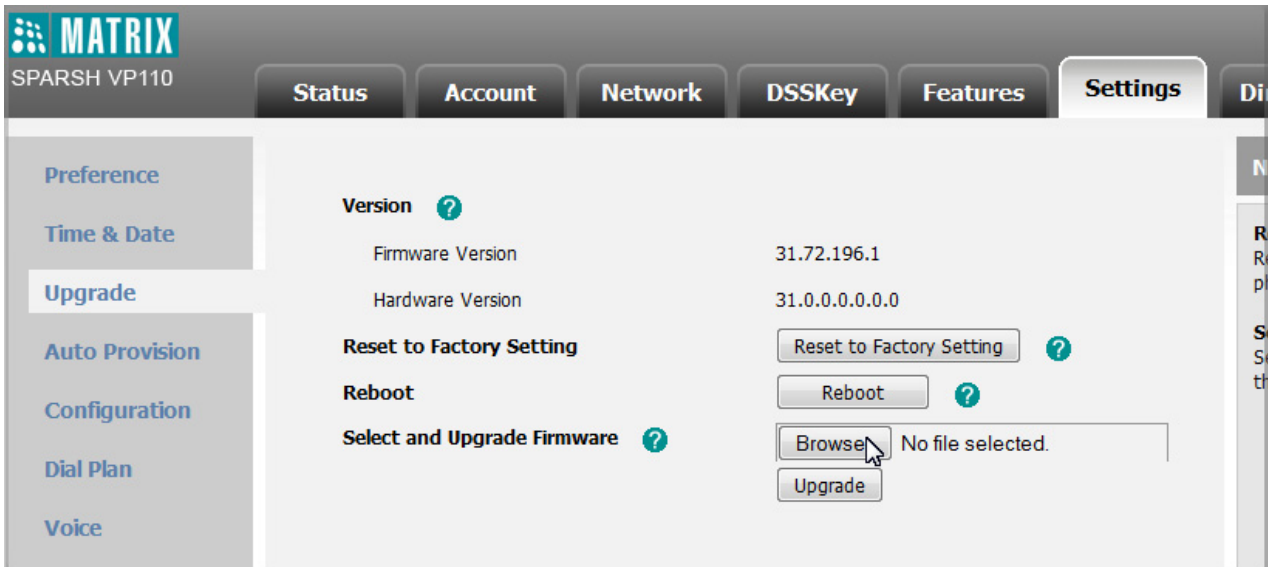 MATRIX
SPARSH VP110
Status Account Network DSSKey Features Settings
Preference
Time & Date
Upgrade
Auto Provision
Configuration
Dial Plan
Voice
Version ?
Firmware Version 31.72.196.1
Hardware Version 31.0.0.0.0.0.0
Reset to Factory Setting Reset to Factory Setting ?
Reboot Reboot ?
Select and Upgrade Firmware ? Browse No file selected.
Upgrade